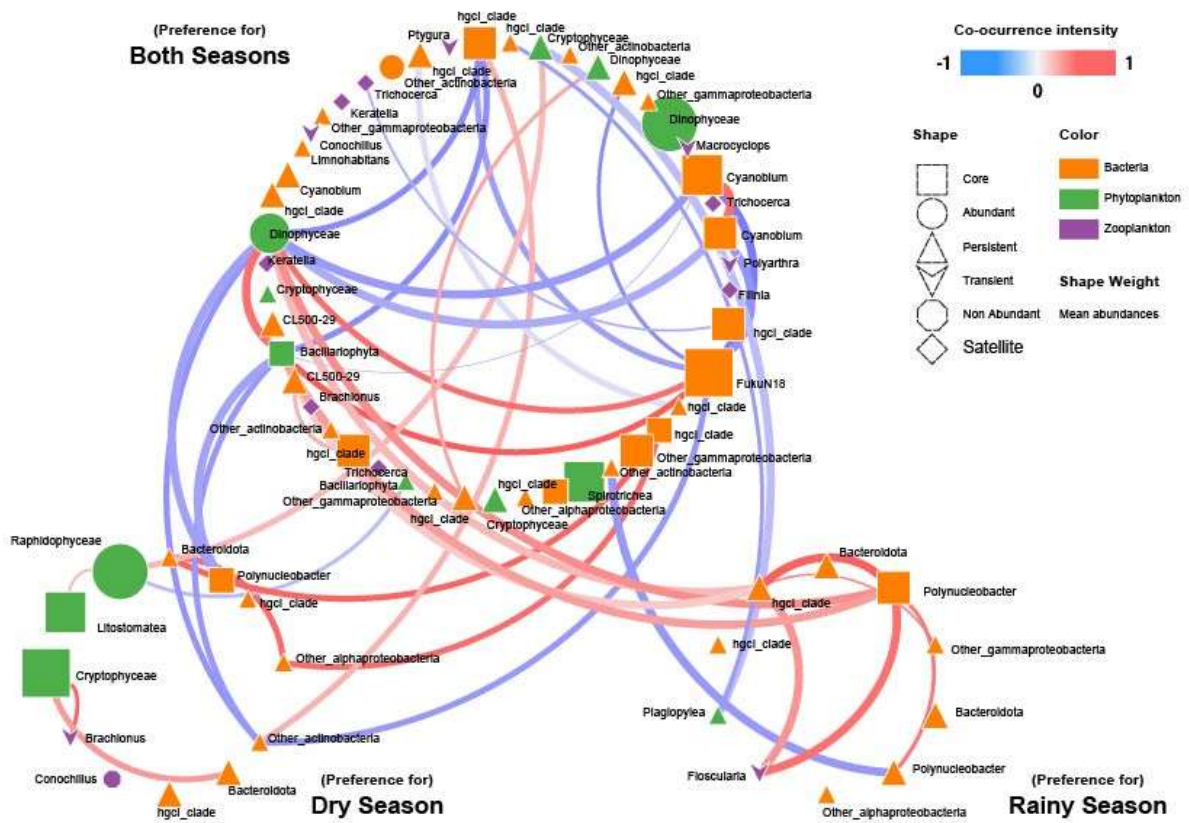 (Preference for)
Both Seasons
hgcI_clade
hgcI_clade
Ptygura
Cryptophyceae
Other_actinobacteria
Dinophyceae
hgcI_clade
hgcI_clade
Other_actinobacteria
Trichocerca
Other_gammaproteobacteria
Keratella
Dinophyceae
Other_gammaproteobacteria
Conochilius
Macrocyclops
Limnohabitans
Cyanobium
Cyanobium
Trichocerca
hgcI_clade
Dinophyceae
Cyanobium
Keratella
Polyarthra
Cryptophyceae
Filinia
CL500-29
hgcI_clade
Bacillariophyta
CL500-29
FukuN18
Brachionus
hgcI_clade
Other_actinobacteria
hgcI_clade
hgcI_clade
Other_gammaproteobacteria
Trichocerca
Other_actinobacteria
Bacillariophyta
hgcI_clade
Spirotrichea
Other_gammaproteobacteria
Other_alphaproteobacteria
hgcI_clade
Cryptophyceae
Raphidophyceae
Bacteroidota
Polynucleobacter
hgcI_clade
Litostomatea
Other_alphaproteobacteria
Cryptophyceae
Brachionus
Other_actinobacteria
Conochilius
Bacteroidota
hgcI_clade
(Preference for)
Dry Season
Bacteroidota
Polynucleobacter
hgcI_clade
hgcI_clade
Other_gammaproteobacteria
Plagiopylea
Bacteroidota
Floscularia
Polynucleobacter
Other_alphaproteobacteria
(Preference for)
Rainy Season
Co-occurrence intensity
-1
1
0
Shape
Core
Abundant
Persistent
Transient
Non Abundant
Satellite
Color
Bacteria
Phytoplankton
Zooplankton
Shape Weight
Mean abundances